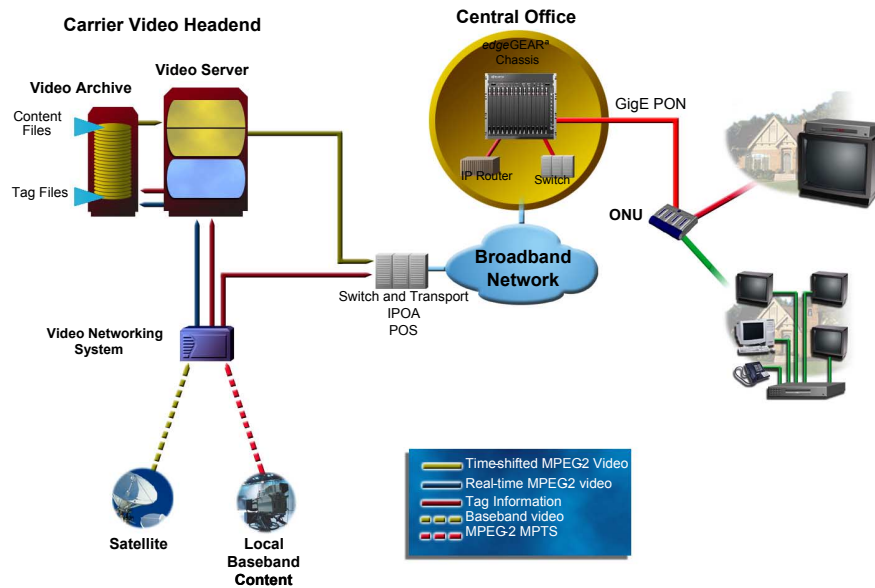 Carrier Video Headend
Central Office
edgeGEARª
Chassis
Video Server
Video Archive
Content
Files
Tag Files
GigE PON
IP Router
Switch
ONU
Broadband
Network
Switch and Transport
IPOA
POS
Video Networking
System
Satellite
Local
Baseband
Content
Time-shifted MPEG2 Video
Real-time MPEG2 video
Tag Information
Baseband video
MPEG-2 MPTS